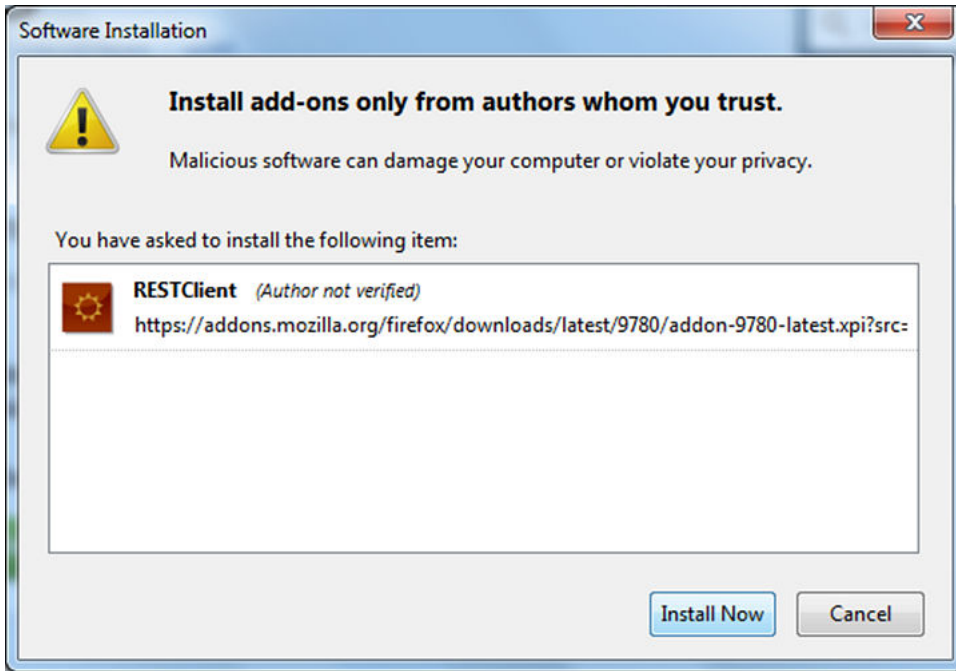 Software Installation
Install add-ons only from authors whom you trust.
Malicious software can damage your computer or violate your privacy.
You have asked to install the following item:
RESTClient (Author not verified)
https://addons.mozilla.org/firefox/downloads/latest/9780/addon-9780-latest.xpi?src=
Install Now Cancel